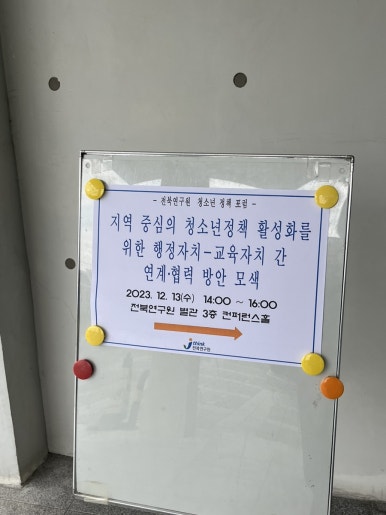 - 전북연구원 청소년 정책 포럼 -
지역 중심의 청소년정책 활성화를
위한 행정자치-교육자치 간
연계·협력 방안 모색
2023. 12. 13(수) 14:00 ~ 16:00
전북연구원 별관 3층 컨퍼런스홀
think
전북연구원